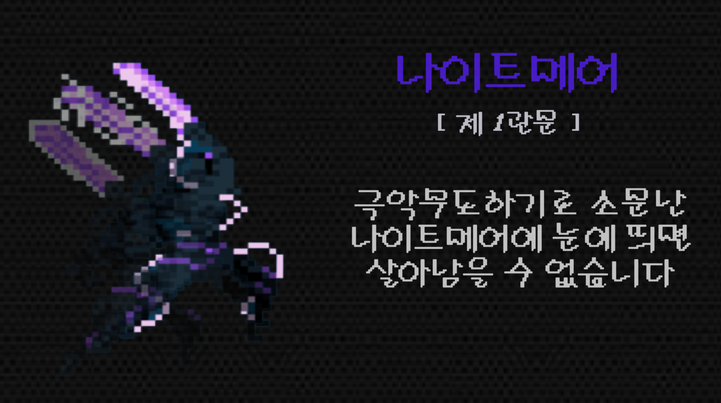 나이트메어
[ 제 1관문 ]
극악무도하기로 소문난
나이트메어에 눈에 띄면
살아남을 수 없습니다